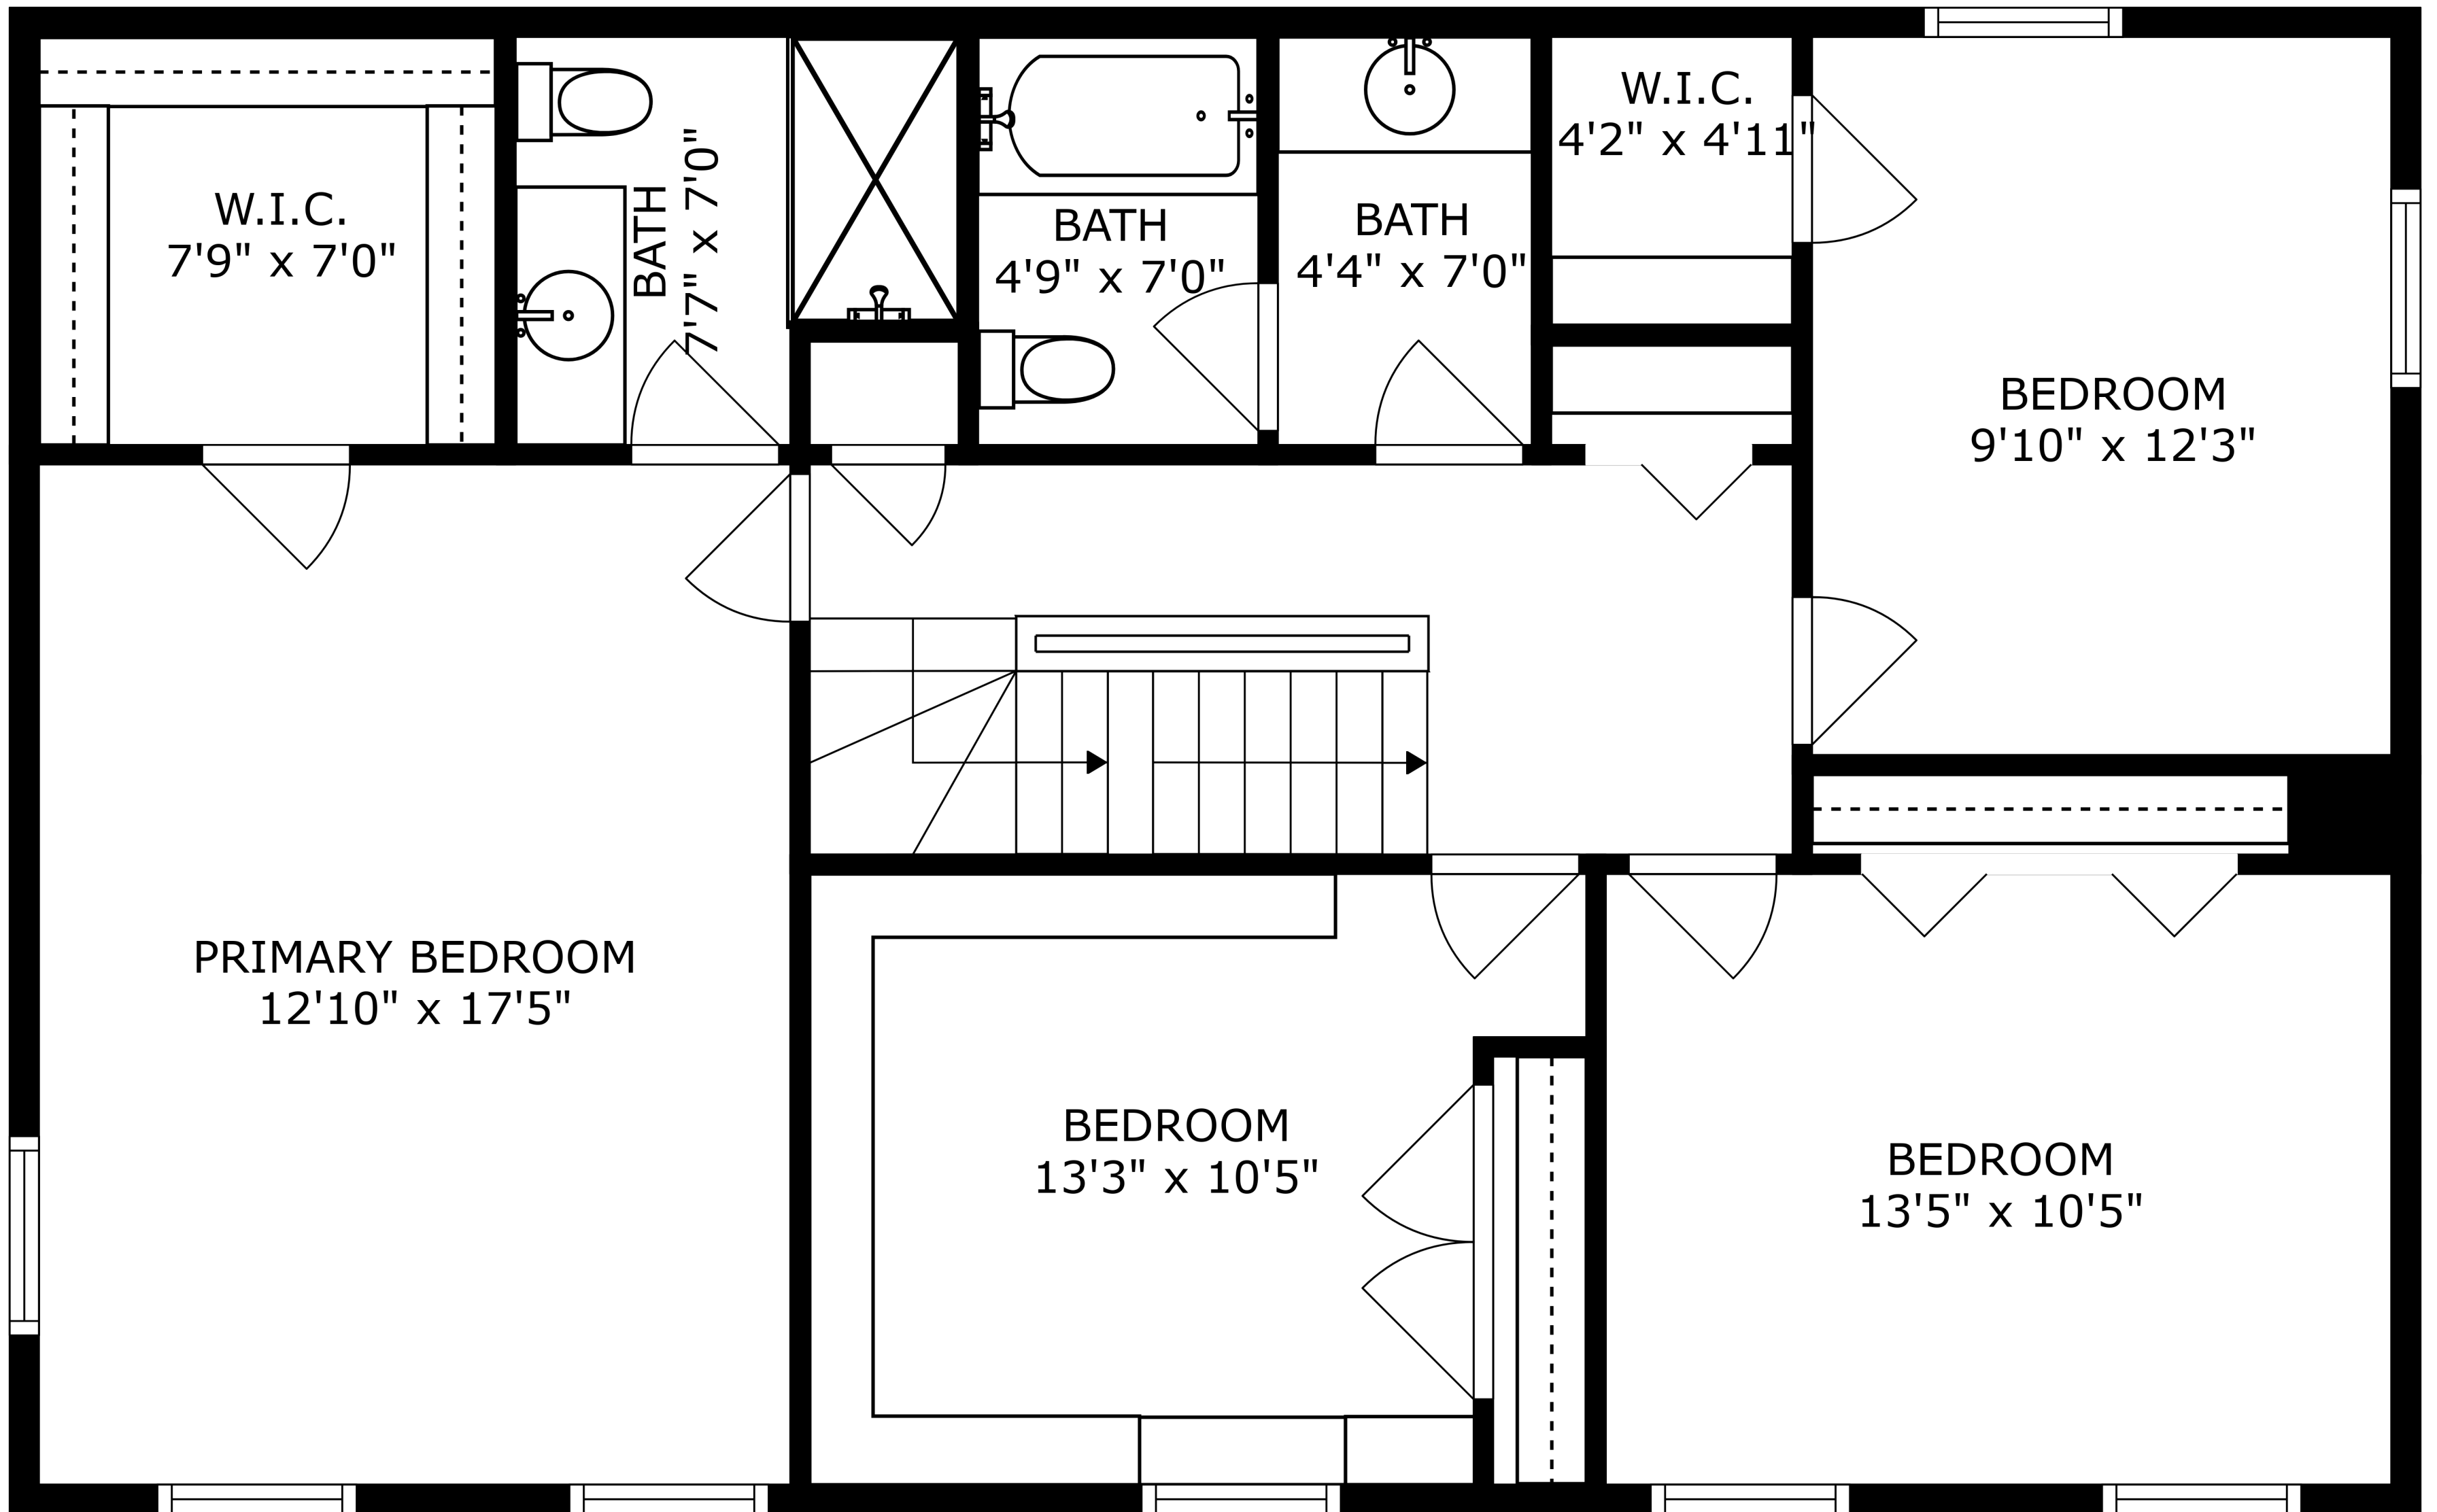 W.I.C.
7'9" x 7'0"
BATH
7'7" x 7'0"
BATH
4'9" x 7'0"
BATH
4'4" x 7'0"
W.I.C.
4'2" x 4'11"
BEDROOM
9'10" x 12'3"
PRIMARY BEDROOM
12'10" x 17'5"
BEDROOM
13'3" x 10'5"
BEDROOM
13'5" x 10'5"